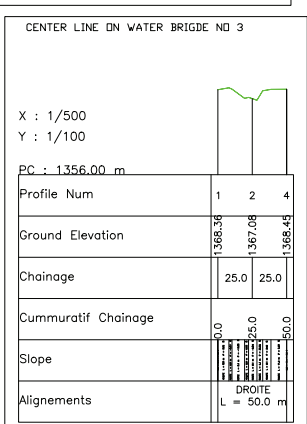 CENTER LINE ON WATER BRIGDE NO 3
X : 1/500
Y : 1/100
PC : 1356.00 m
Profile Num 1 2 4
Ground Elevation 1368.36 1367.08 1368.45
Chainage 25.0 25.0
Cummuratif Chainage 0.0 25.0 50.0
Slope
Alignements DROITE
L = 50.0 m